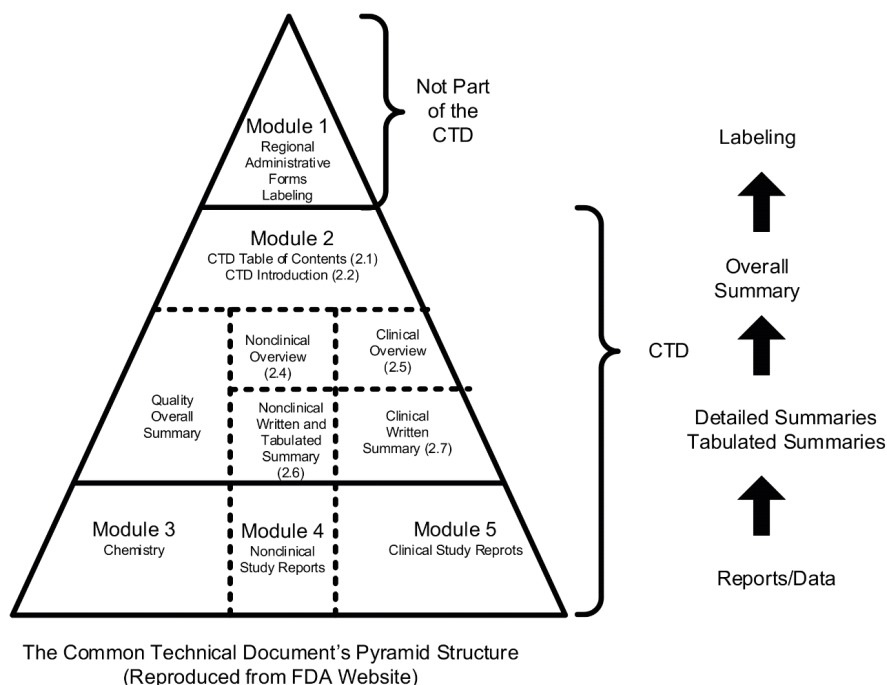 Not Part
of the
CTD
Module 1
Regional
Administrative
Forms
Labeling
Module 2
CTD Table of Contents (2.1)
CTD Introduction (2.2)
Nonclinical
Overview
(2.4)
Clinical
Overview
(2.5)
Quality
Overall
Summary
Nonclinical
Written and
Tabulated
Summary
(2.6)
Clinical
Written
Summary (2.7)
Module 3
Chemistry
Module 4
Nonclinical
Study Reports
Module 5
Clinical Study Reprots
CTD
Labeling
Overall
Summary
Detailed Summaries
Tabulated Summaries
Reports/Data
The Common Technical Document's Pyramid Structure
(Reproduced from FDA Website)